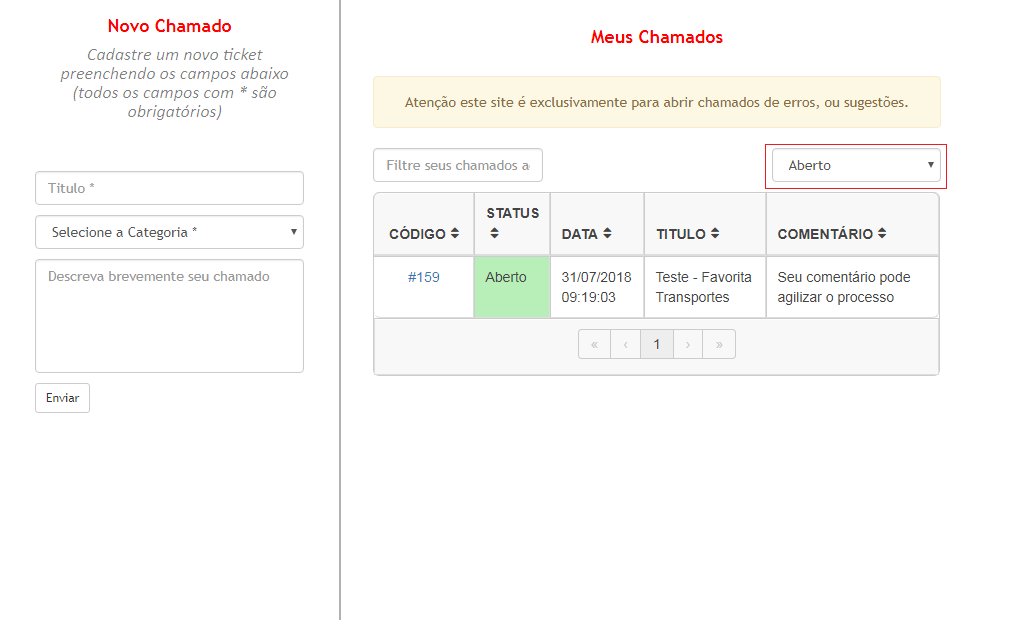 Novo Chamado
Cadastre um novo ticket
preenchendo os campos abaixo
(todos os campos com * são
obrigatórios)
Titulo *
Selecione a Categoria *
Descreva brevemente seu chamado
Enviar
Meus Chamados
Atenção este site é exclusivamente para abrir chamados de erros, ou sugestões.
Filtre seus chamados a
Aberto
CÓDIGO STATUS DATA TITULO COMENTÁRIO
#159 Aberto 31/07/2018 Teste - Favorita Seu comentário pode
09:19:03 Transportes agilizar o processo
« ‹ 1 › »